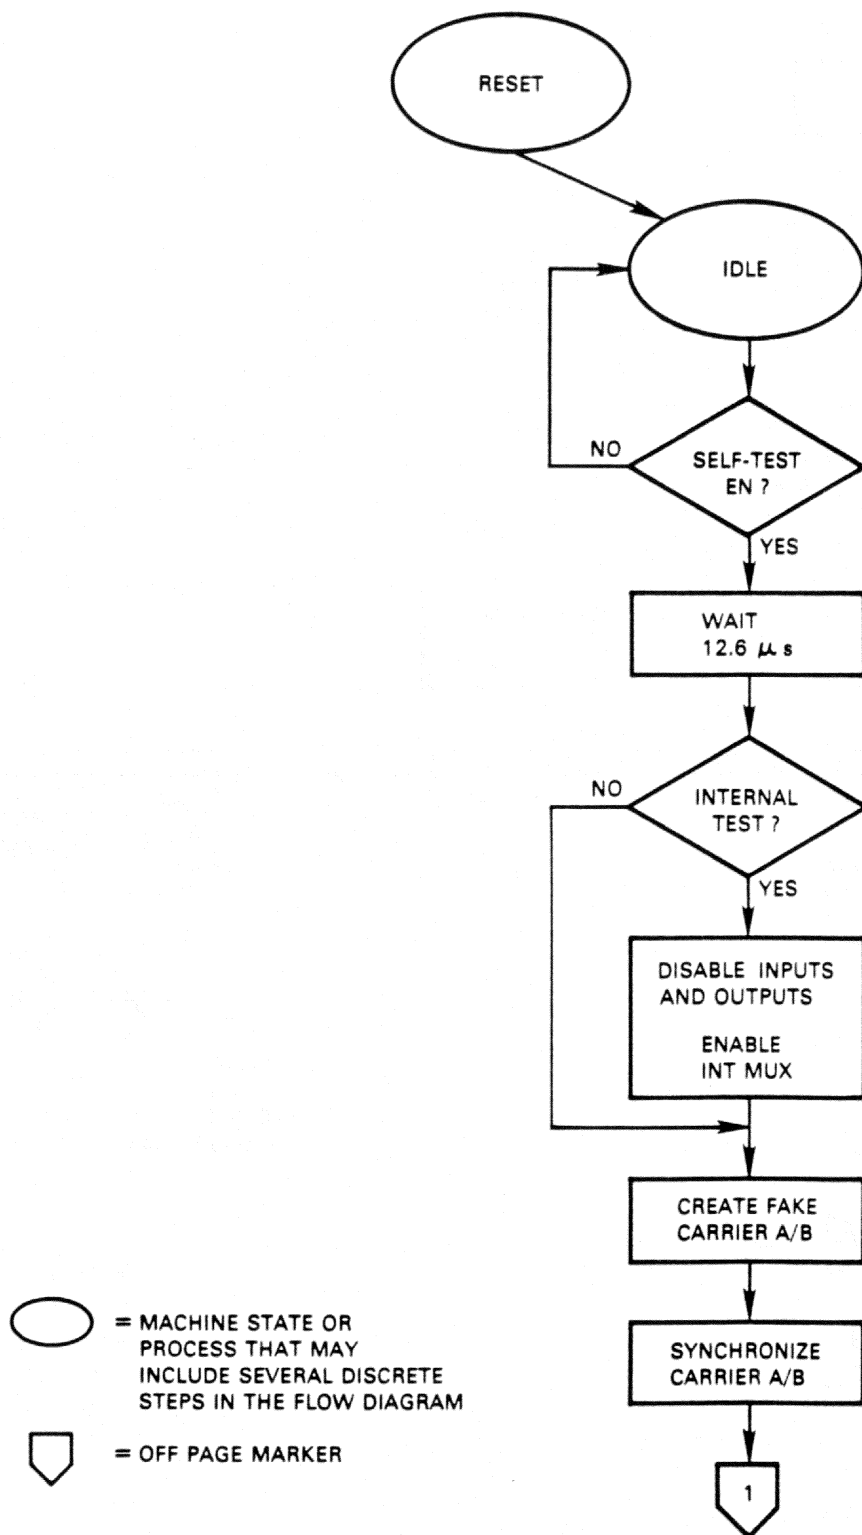 RESET
IDLE
NO
SELF-TEST
EN ?
YES
WAIT
12.6 μs
NO
INTERNAL
TEST ?
YES
DISABLE INPUTS
AND OUTPUTS
ENABLE
INT MUX
CREATE FAKE
CARRIER A/B
SYNCHRONIZE
CARRIER A/B
1
= MACHINE STATE OR
PROCESS THAT MAY
INCLUDE SEVERAL DISCRETE
STEPS IN THE FLOW DIAGRAM
= OFF PAGE MARKER